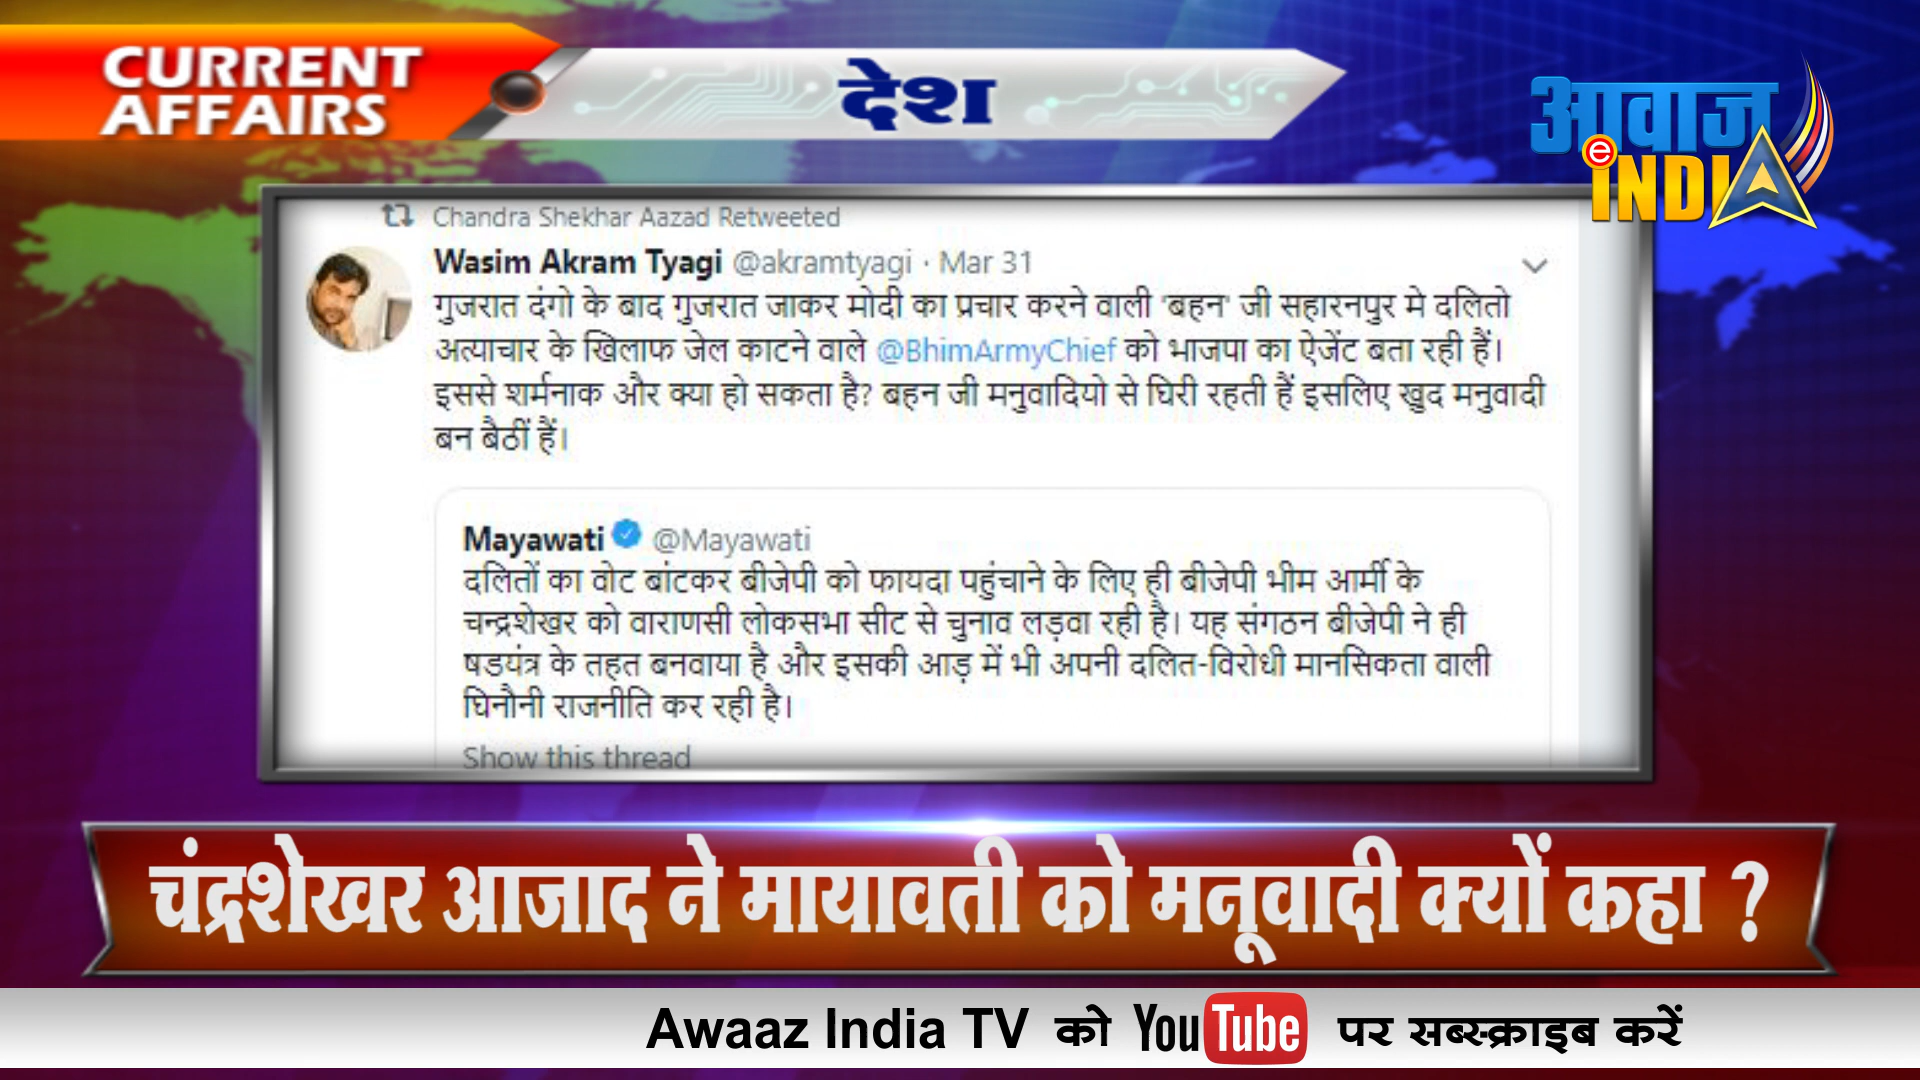 CURRENT
AFFAIRS
देश
आवाज
e INDIA
Chandra Shekhar Aazad Retweeted
Wasim Akram Tyagi @akramtyagi · Mar 31
गुजरात दंगो के बाद गुजरात जाकर मोदी का प्रचार करने वाली 'बहन' जी सहारनपुर मे दलितो
अत्याचार के खिलाफ जेल काटने वाले @BhimArmyChief को भाजपा का ऐजेंट बता रही हैं।
इससे शर्मनाक और क्या हो सकता है? बहन जी मनुवादियो से घिरी रहती हैं इसलिए खुद मनुवादी
बन बैठीं हैं।
Mayawati @Mayawati
दलितों का वोट बांटकर बीजेपी को फायदा पहुंचाने के लिए ही बीजेपी भीम आर्मी के
चन्द्रशेखर को वाराणसी लोकसभा सीट से चुनाव लड़वा रही है। यह संगठन बीजेपी ने ही
षडयंत्र के तहत बनवाया है और इसकी आड़ में भी अपनी दलित-विरोधी मानसिकता वाली
घिनौनी राजनीति कर रही है।
Show this thread
चंद्रशेखर आजाद ने मायावती को मनूवादी क्यों कहा ?
Awaaz India TV को YouTube पर सब्स्क्राइब करें